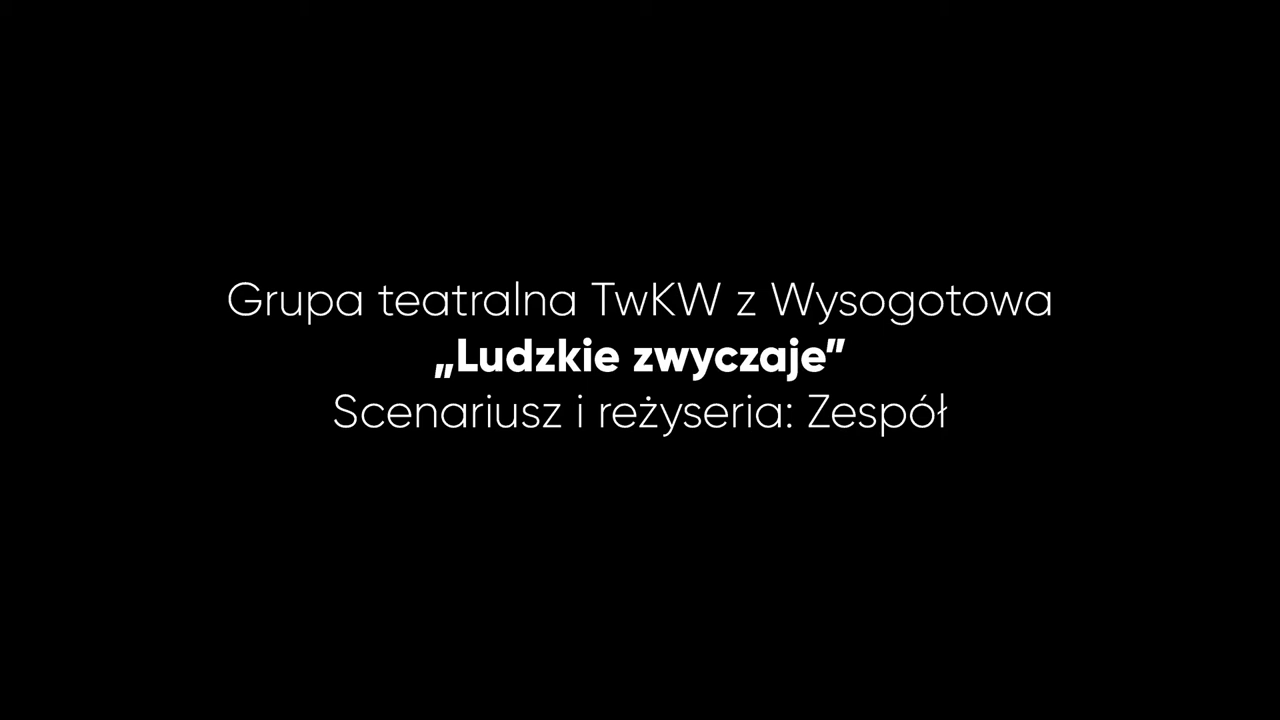 Grupa teatralna TwKW z Wysogotowa
„Ludzkie zwyczaje”
Scenariusz i reżyseria: Zespół